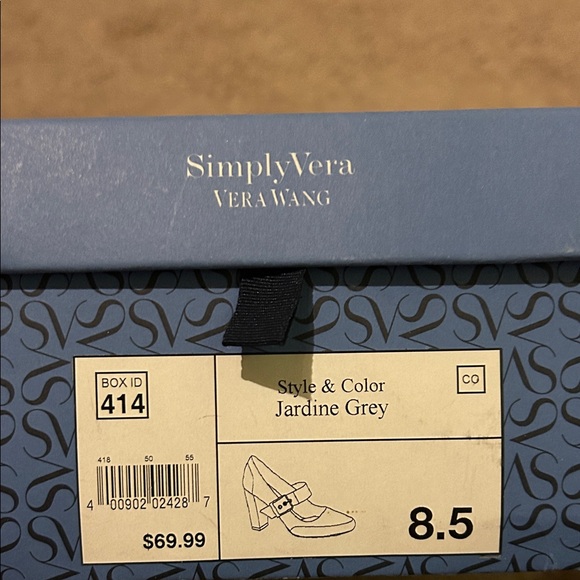 SimplyVera
VERA WANG
BOX ID
414
Style & Color
Jardine Grey
CO
418 50 55
4 00902 02428 7
$69.99
8.5